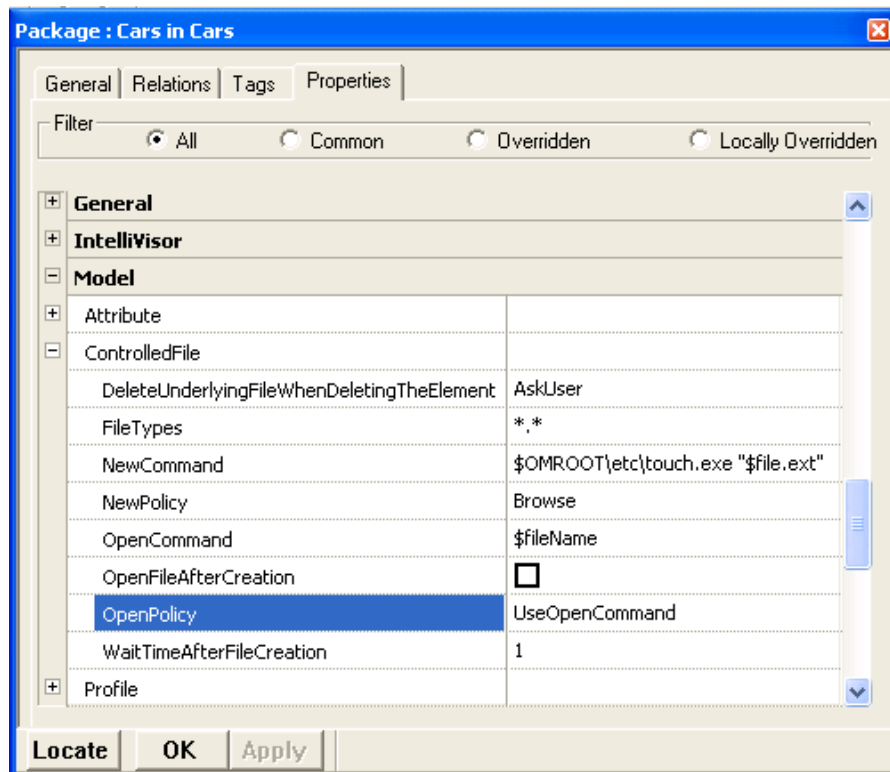 Package : Cars in Cars
General Relations Tags Properties
Filter
All Common Overridden Locally Overridden
General
IntelliVisor
Model
Attribute
ControlledFile
DeleteUnderlyingFileWhenDeletingTheElement AskUser
FileTypes *.*
NewCommand $OMROOT\etc\touch.exe "$file.ext"
NewPolicy Browse
OpenCommand $fileName
OpenFileAfterCreation
OpenPolicy UseOpenCommand
WaitTimeAfterFileCreation 1
Profile
Locate OK Apply